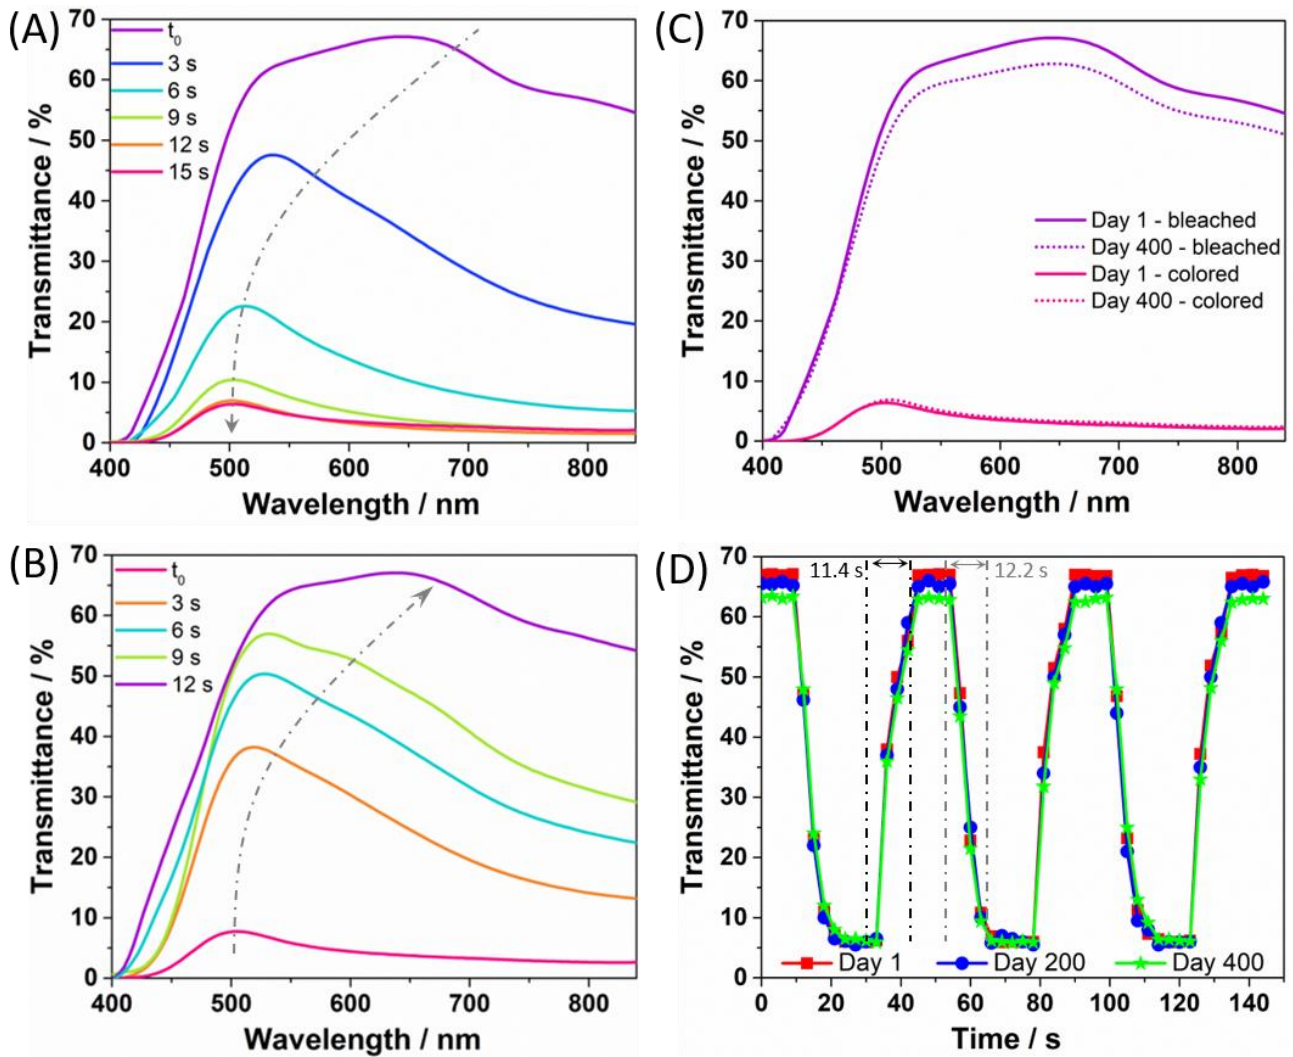 (A)
70
60
50
40
30
20
10
0
Transmittance / %
t0
3 s
6 s
9 s
12 s
15 s
400 500 600 700 800
Wavelength / nm
(C)
70
60
50
40
30
20
10
0
Transmittance / %
Day 1 - bleached
Day 400 - bleached
Day 1 - colored
Day 400 - colored
400 500 600 700 800
Wavelength / nm
(B)
70
60
50
40
30
20
10
0
Transmittance / %
t0
3 s
6 s
9 s
12 s
400 500 600 700 800
Wavelength / nm
(D)
70
60
50
40
30
20
10
0
Transmittance / %
11.4 s 12.2 s
Day 1 Day 200 Day 400
0 20 40 60 80 100 120 140
Time / s